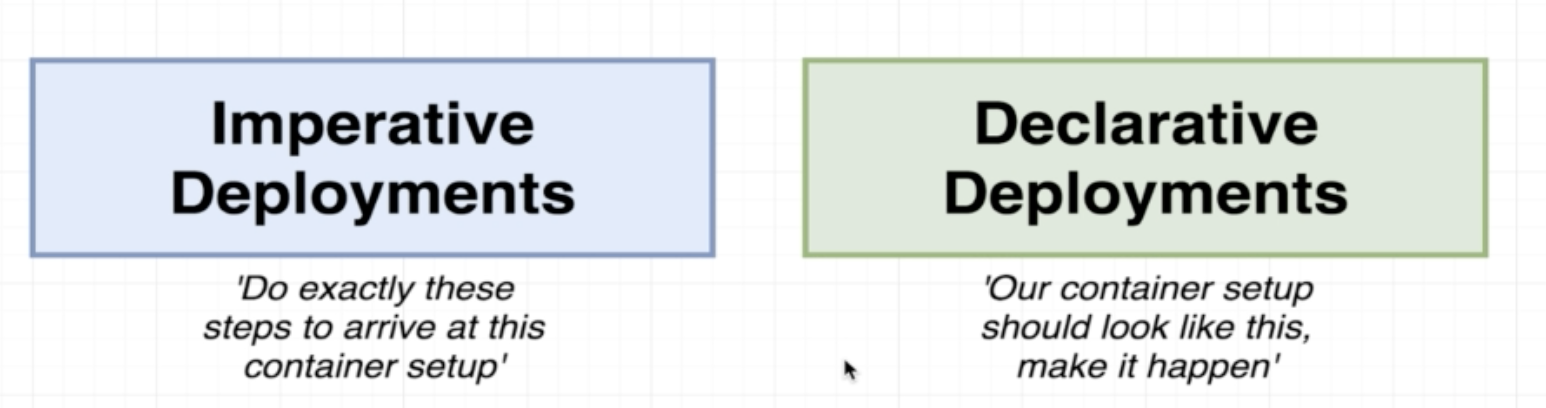 Imperative
Deployments
'Do exactly these
steps to arrive at this
container setup'
Declarative
Deployments
'Our container setup
should look like this,
make it happen'